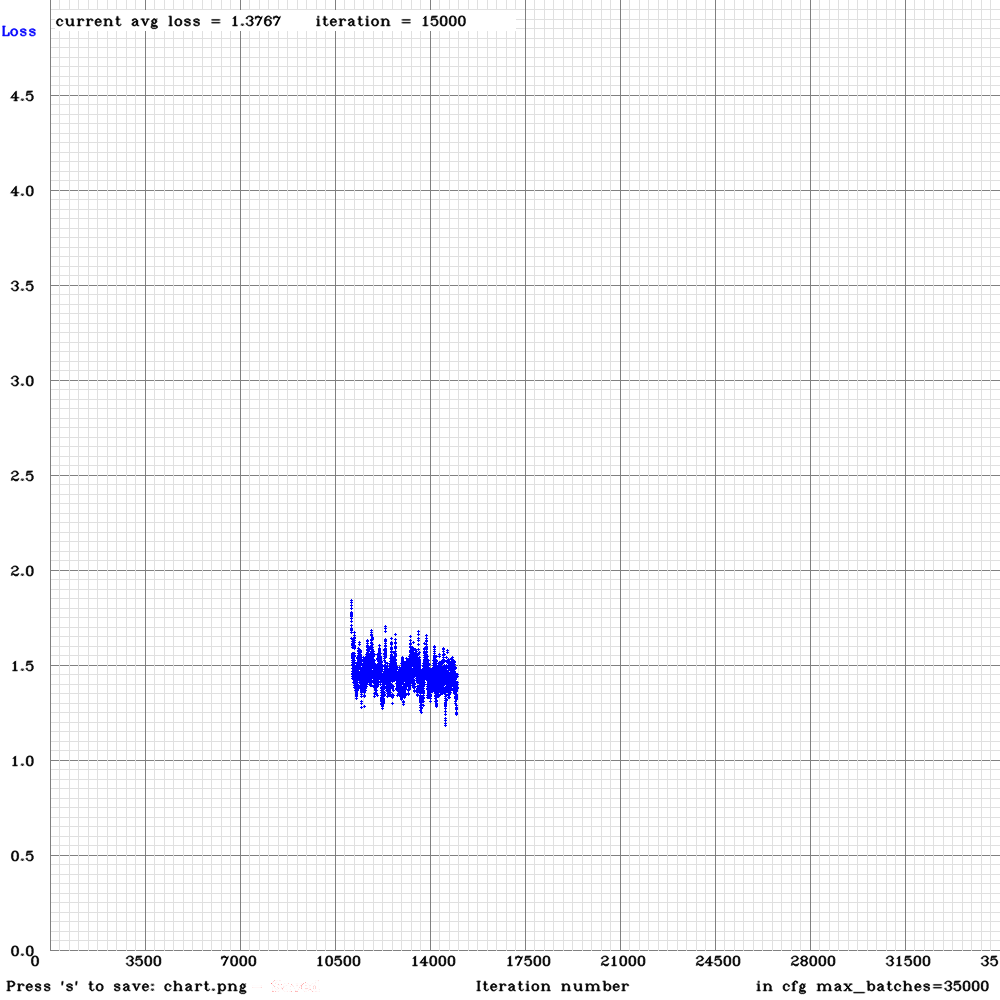 current avg loss = 1.3767 iteration = 15000
Loss
4.5
4.0
3.5
3.0
2.5
2.0
1.5
1.0
0.5
0.0
0 3500 7000 10500 14000 17500 21000 24500 28000 31500 35
Press 's' to save: chart.png Iteration number in cfg max_batches=35000